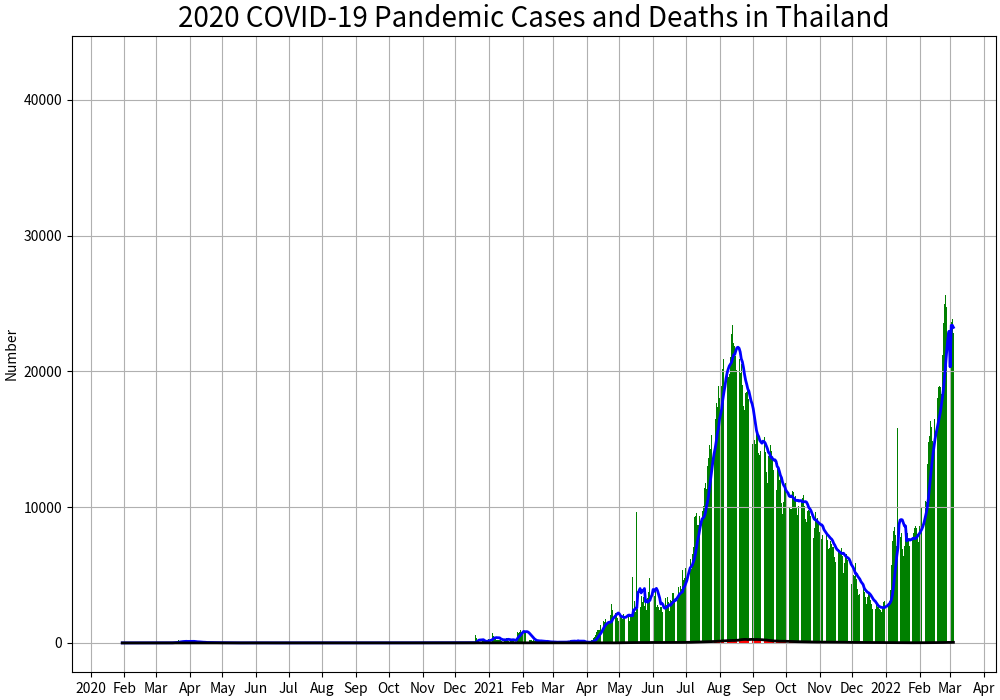 2020 COVID-19 Pandemic Cases and Deaths in Thailand
Number
40000
30000
20000
10000
0
2020 Feb Mar Apr May Jun Jul Aug Sep Oct Nov Dec 2021 Feb Mar Apr May Jun Jul Aug Sep Oct Nov Dec 2022 Feb Mar Apr